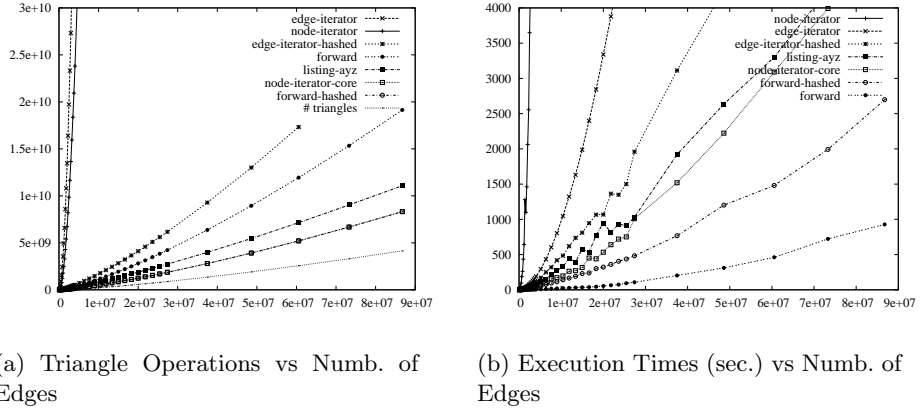 3e+10
2.5e+10
2e+10
1.5e+10
1e+10
5e+09
0
0 1e+07 2e+07 3e+07 4e+07 5e+07 6e+07 7e+07 8e+07 9e+07
edge-iterator
node-iterator
edge-iterator-hashed
forward
listing-ayz
node-iterator-core
forward-hashed
# triangles
4000
3500
3000
2500
2000
1500
1000
500
0
0 1e+07 2e+07 3e+07 4e+07 5e+07 6e+07 7e+07 8e+07 9e+07
node-iterator
edge-iterator
edge-iterator-hashed
listing-ayz
node-iterator-core
forward-hashed
forward
(a) Triangle Operations vs Numb. of
Edges
(b) Execution Times (sec.) vs Numb. of
Edges